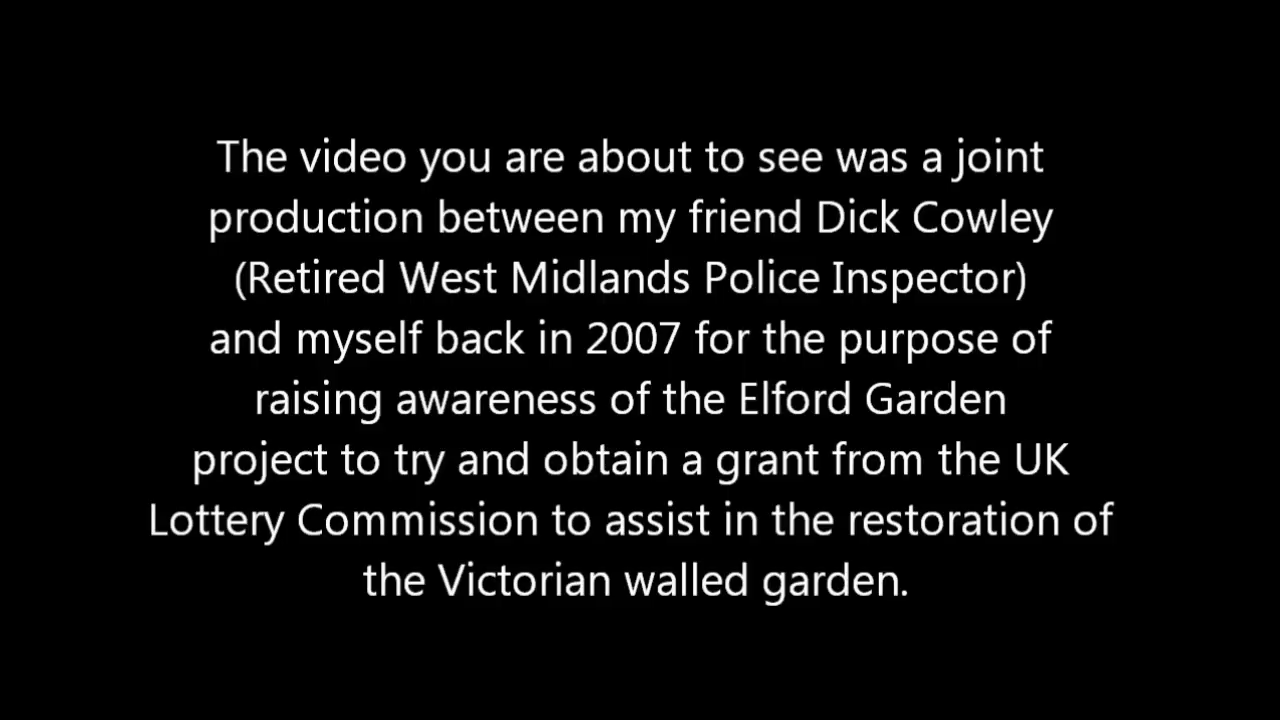 The video you are about to see was a joint
production between my friend Dick Cowley
(Retired West Midlands Police Inspector)
and myself back in 2007 for the purpose of
raising awareness of the Elford Garden
project to try and obtain a grant from the UK
Lottery Commission to assist in the restoration of
the Victorian walled garden.